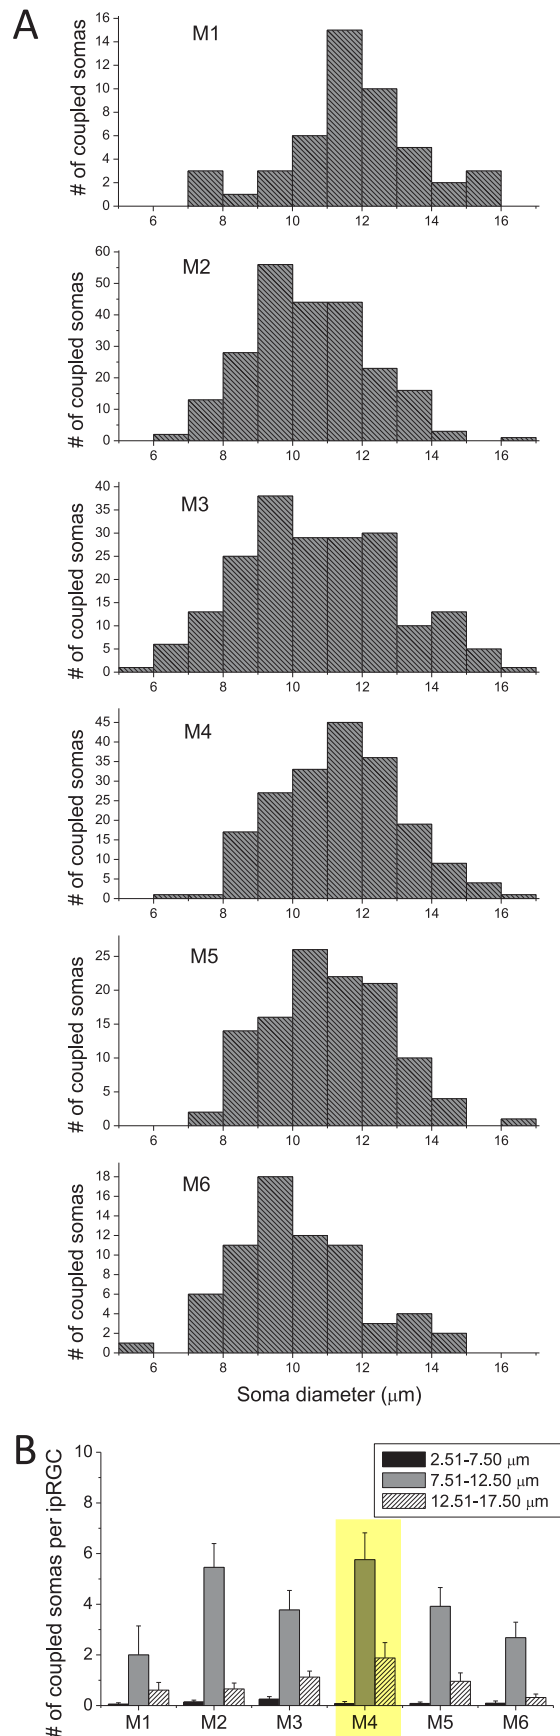 A
M1
# of coupled somas
16
14
12
10
8
6
4
2
0
6 8 10 12 14 16
M2
# of coupled somas
60
50
40
30
20
10
0
6 8 10 12 14 16
M3
# of coupled somas
40
35
30
25
20
15
10
5
0
6 8 10 12 14 16
M4
# of coupled somas
45
40
35
30
25
20
15
10
5
0
6 8 10 12 14 16
M5
# of coupled somas
25
20
15
10
5
0
6 8 10 12 14 16
M6
# of coupled somas
18
16
14
12
10
8
6
4
2
0
6 8 10 12 14 16
Soma diameter (μm)
B
# of coupled somas per ipRGC
10
8
6
4
2
0
2.51-7.50 μm
7.51-12.50 μm
12.51-17.50 μm
M1 M2 M3 M4 M5 M6